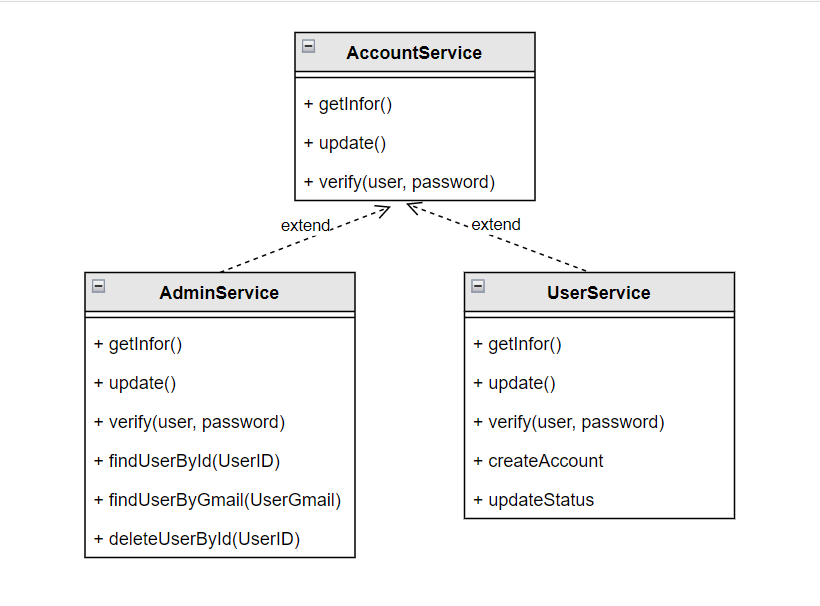 AccountService
+ getInfor()
+ update()
+ verify(user, password)
extend
extend
AdminService
+ getInfor()
+ update()
+ verify(user, password)
+ findUserById(UserID)
+ findUserByGmail(UserGmail)
+ deleteUserById(UserID)
UserService
+ getInfor()
+ update()
+ verify(user, password)
+ createAccount
+ updateStatus